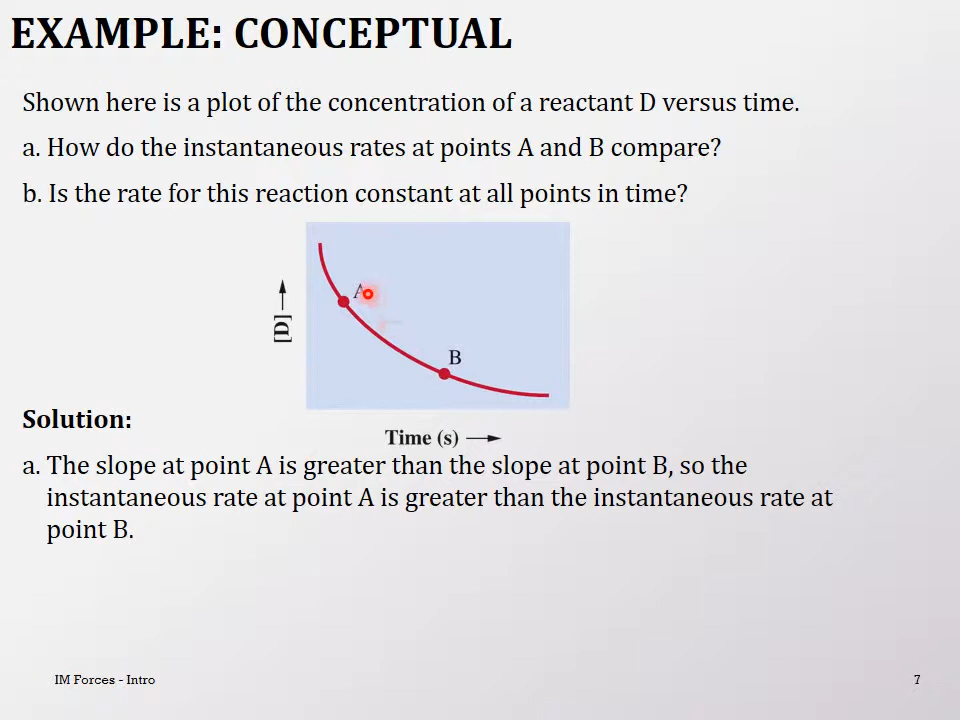 EXAMPLE: CONCEPTUAL
Shown here is a plot of the concentration of a reactant D versus time.
a. How do the instantaneous rates at points A and B compare?
b. Is the rate for this reaction constant at all points in time?
A
[D]
B
Solution:
Time (s)
a. The slope at point A is greater than the slope at point B, so the
instantaneous rate at point A is greater than the instantaneous rate at
point B.
IM Forces - Intro
7